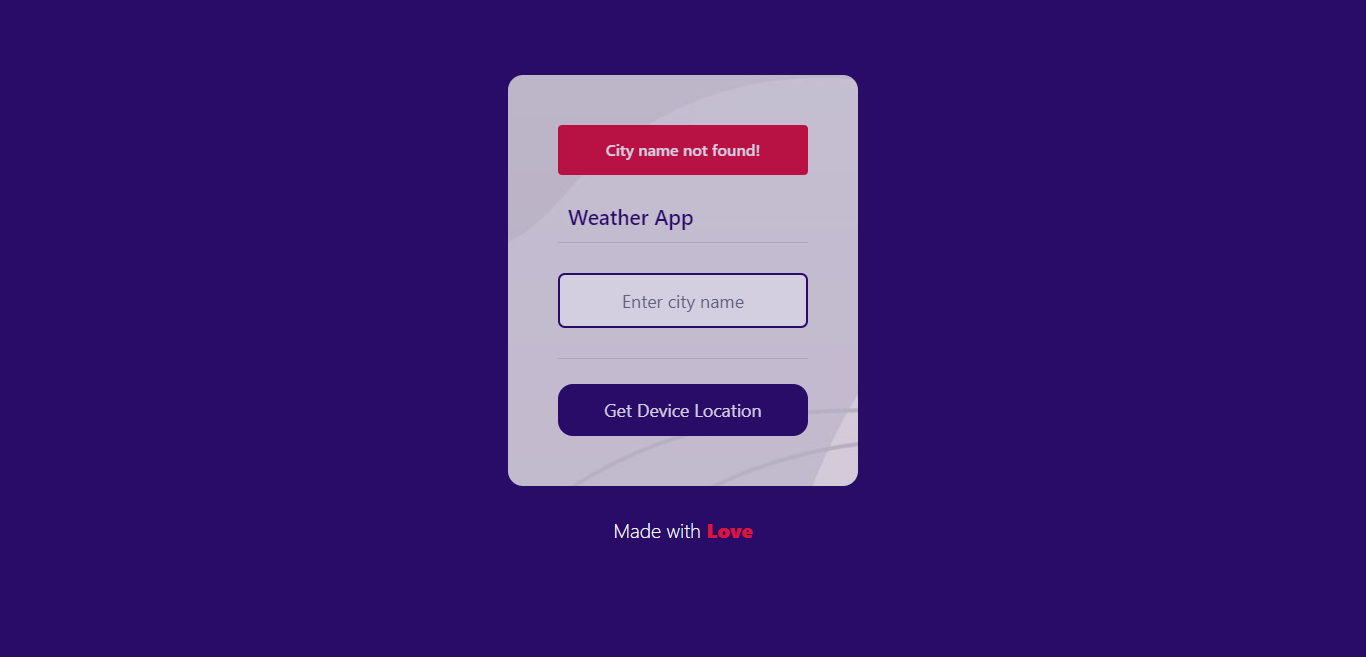 City name not found!
Weather App
Enter city name
Get Device Location
Made with Love